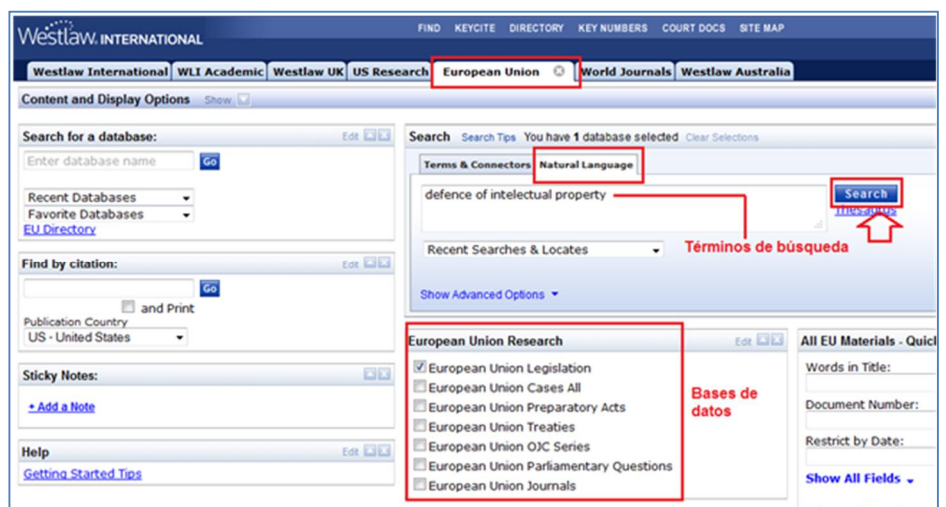 Westlaw. INTERNATIONAL
FIND KEYCITE DIRECTORY KEY NUMBERS COURT DOCS SITE MAP
Westlaw International WLI Academic Westlaw UK US Research European Union World Journals Westlaw Australia
Content and Display Options Show
Search for a database: Edit
Enter database name Go
Recent Databases
Favorite Databases
EU Directory
Find by citation: Edit
Go
and Print
Publication Country
US - United States
Sticky Notes:
+ Add a Note
Help Edit
Getting Started Tips
Search Search Tips You have 1 database selected Clear Selections
Terms & Connectors Natural Language
defence of intelectual property
Search
Thesaurus
Términos de búsqueda
Recent Searches & Locates
Show Advanced Options
European Union Research Edit
European Union Legislation
European Union Cases All
European Union Preparatory Acts
European Union Treaties
European Union OJC Series
European Union Parliamentary Questions
European Union Journals
Bases de
datos
All EU Materials - Quick
Words in Title:
Document Number:
Restrict by Date:
Show All Fields